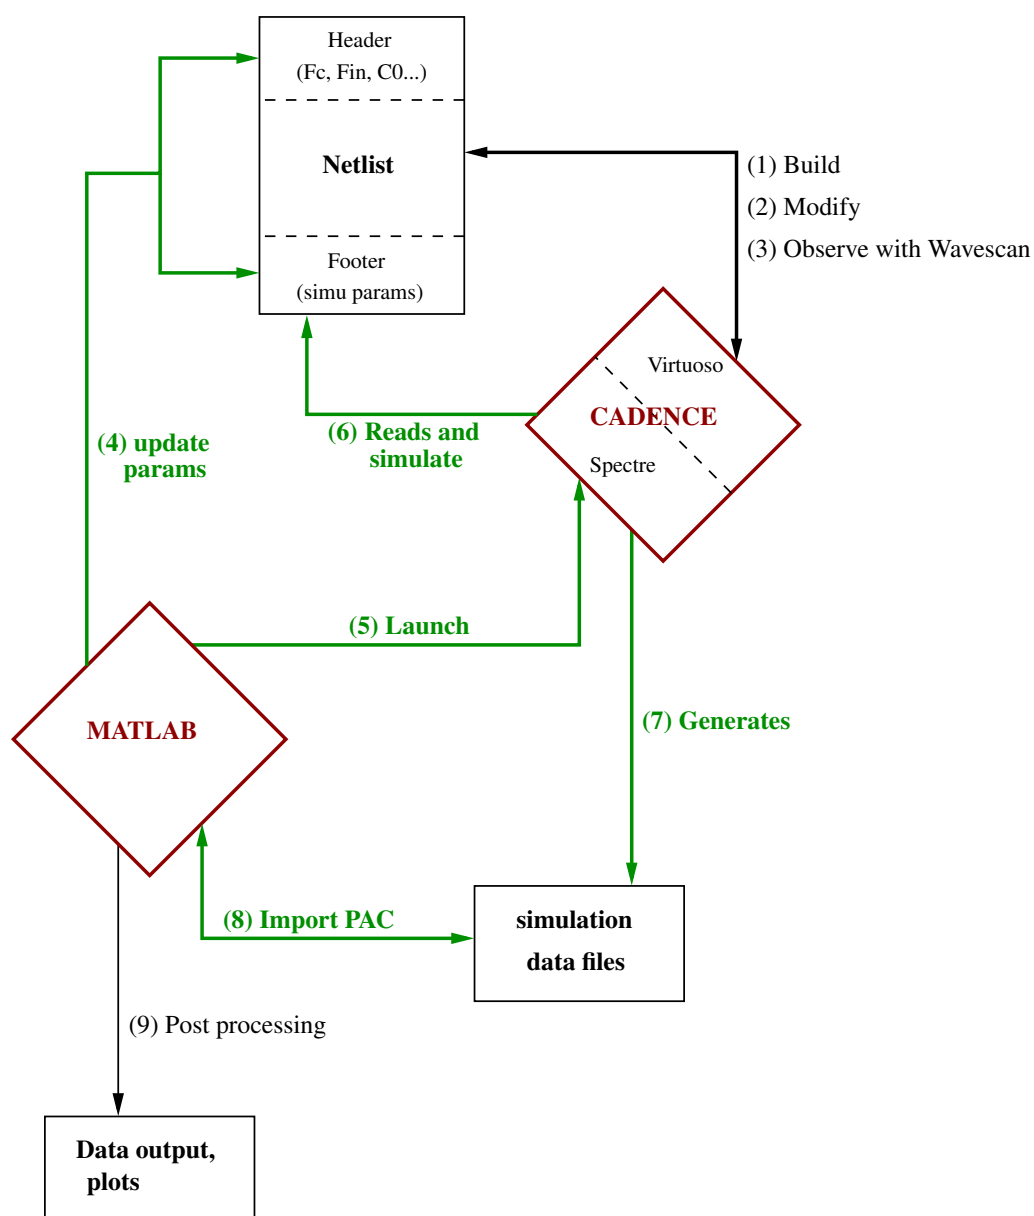 Header
(Fc, Fin, C0...)
Netlist
(1) Build
(2) Modify
(3) Observe with Wavescan
Footer
(simu params)
Virtuoso
CADENCE
Spectre
(6) Reads and
simulate
(4) update
params
(5) Launch
MATLAB
(7) Generates
(8) Import PAC
simulation
data files
(9) Post processing
Data output,
plots